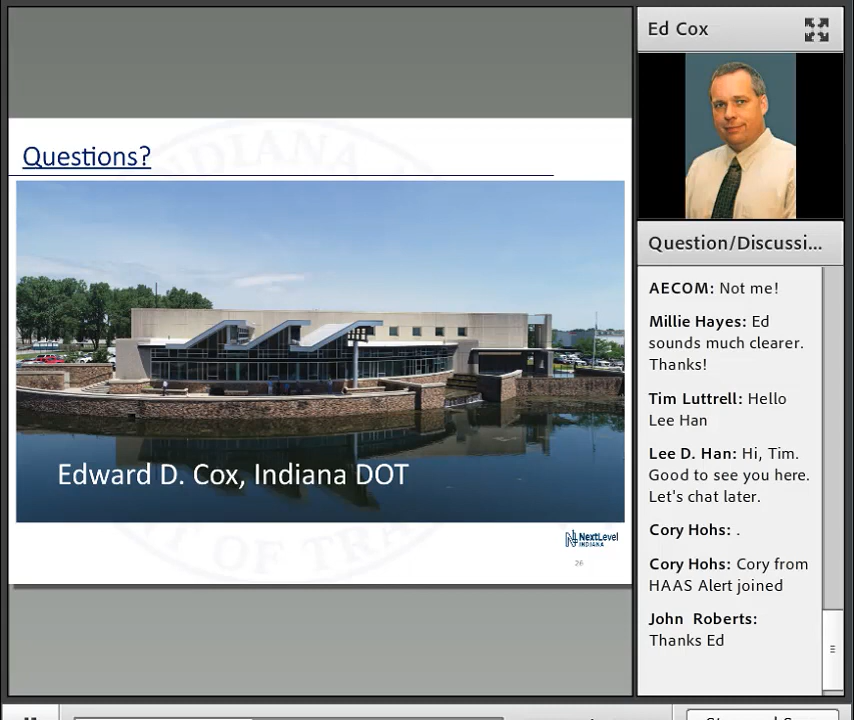 Ed Cox
Questions?
Edward D. Cox, Indiana DOT
NextLevel
INDIANA
26
Question/Discussi...
AECOM: Not me!
Millie Hayes: Ed
sounds much clearer.
Thanks!
Tim Luttrell: Hello
Lee Han
Lee D. Han: Hi, Tim.
Good to see you here.
Let's chat later.
Cory Hohs: .
Cory Hohs: Cory from
HAAS Alert joined
John Roberts:
Thanks Ed